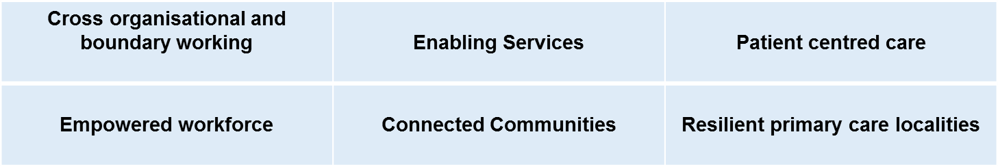 Cross organisational and
boundary working
Enabling Services
Patient centred care
Empowered workforce
Connected Communities
Resilient primary care localities